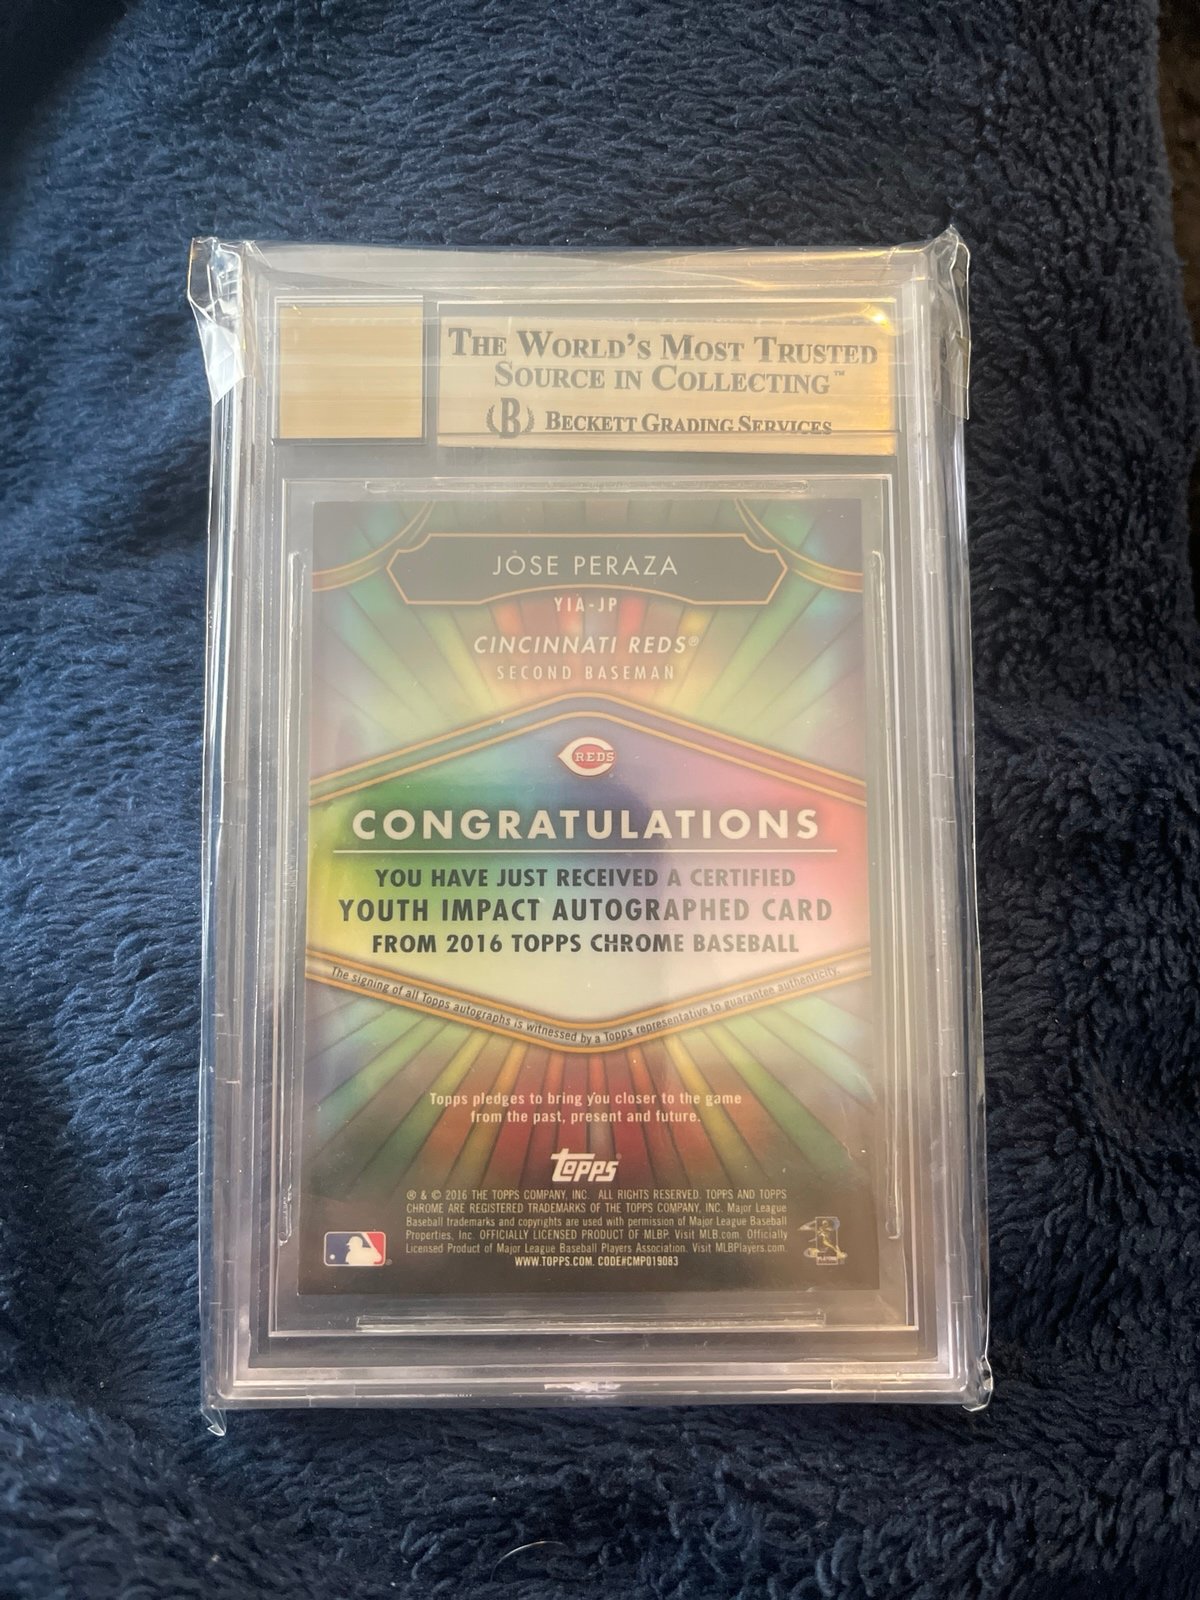 THE WORLD'S MOST TRUSTED
SOURCE IN COLLECTING™
B BECKETT GRADING SERVICES
JOSE PERAZA
YIA-JP
CINCINNATI REDS®
SECOND BASEMAN
REDS
CONGRATULATIONS
YOU HAVE JUST RECEIVED A CERTIFIED
YOUTH IMPACT AUTOGRAPHED CARD
FROM 2016 TOPPS CHROME BASEBALL
The signing of all Topps autographs is witnessed by a Topps representative to guarantee authenticity.
Topps pledges to bring you closer to the game
from the past, present and future.
topps
® & © 2016 THE TOPPS COMPANY, INC. ALL RIGHTS RESERVED. TOPPS AND TOPPS
CHROME ARE REGISTERED TRADEMARKS OF THE TOPPS COMPANY, INC. Major League
Baseball trademarks and copyrights are used with permission of Major League Baseball
Properties, Inc. OFFICIALLY LICENSED PRODUCT OF MLBP. Visit MLB.com. Officially
Licensed Product of Major League Baseball Players Association. Visit MLBPlayers.com.
WWW.TOPPS.COM. CODE#CMP019083